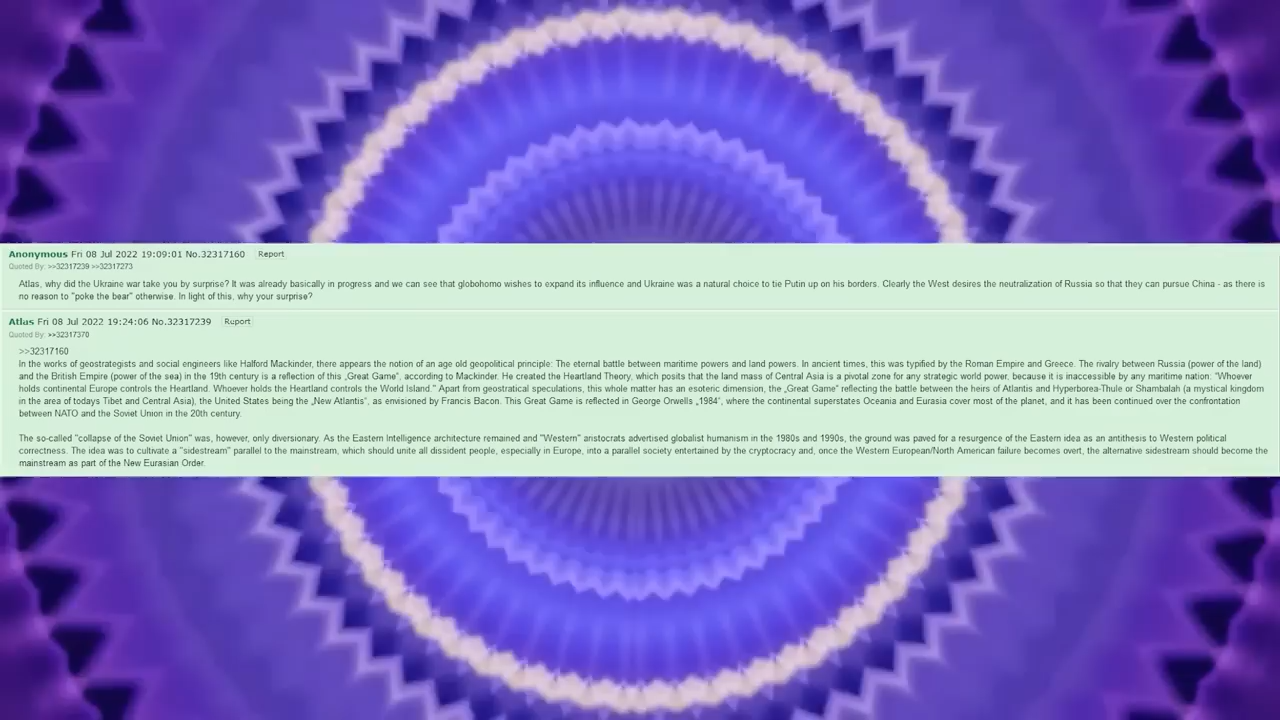 Anonymous Fri 08 Jul 2022 19:09:01 No.32317160 Report
Quoted By: >>32317239 >>32317273
Atlas, why did the Ukraine war take you by surprise? It was already basically in progress and we can see that globohomo wishes to expand its influence and Ukraine was a natural choice to tie Putin up on his borders. Clearly the West desires the neutralization of Russia so that they can pursue China - as there is
no reason to "poke the bear" otherwise. In light of this, why your surprise?
Atlas Fri 08 Jul 2022 19:24:06 No.32317239 Ruport
Quoted By: >>32317370
>>32317160
In the works of geostrategists and social engineers like Halford Mackinder, there appears the notion of an age old geopolitical principle: The eternal battle between maritime powers and land powers. In ancient times, this was typified by the Roman Empire and Greece. The rivalry between Russia (power of the land)
and the British Empire (power of the sea) in the 19th century is a reflection of this „Great Game“, according to Mackinder. He created the Heartland Theory, which posits that the land mass of Central Asia is a pivotal zone for any strategic world power, because it is inaccessible by any maritime nation: "Whoever
holds continental Europe controls the Heartland. Whoever holds the Heartland controls the World Island." Apart from geostratical speculations, this whole matter has an esoteric dimension, the „Great Game“ reflecting the battle between the heirs of Atlantis and Hyperborea-Thule or Shambalah (a mystical kingdom
in the area of todays Tibet and Central Asia), the United States being the „New Atlantis“, as envisioned by Francis Bacon. This Great Game is reflected in George Orwells „1984“, where the continental superstates Oceania and Eurasia cover most of the planet, and it has been continued over the confrontation
between NATO and the Soviet Union in the 20th century.
The so-called "collapse of the Soviet Union" was, however, only diversionary. As the Eastern Intelligence architecture remained and "Western" aristocrats advertised globalist humanism in the 1980s and 1990s, the ground was paved for a resurgence of the Eastern idea as an antithesis to Western political
correctness. The idea was to cultivate a "sidestream" parallel to the mainstream, which should unite all dissident people, especially in Europe, into a parallel society entertained by the cryptocracy and, once the Western European/North American failure becomes overt, the alternative sidestream should become the
mainstream as part of the New Eurasian Order.